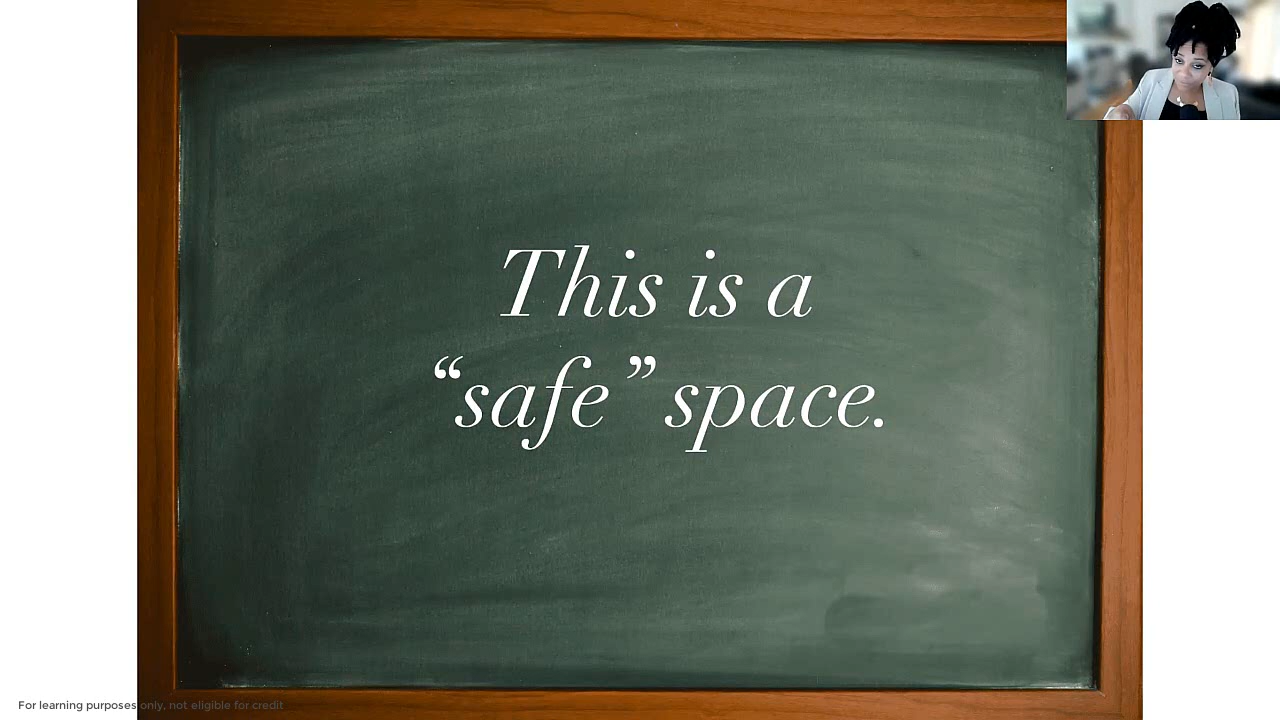 This is a
“safe” space.
For learning purposes only, not eligible for credit